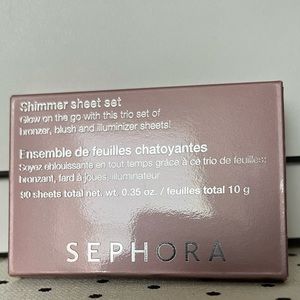 Shimmer sheet set
Glow on the go with this trio set of
bronzer, blush and illuminizer sheets!
Ensemble de feuilles chatoyantes
Soyez éblouissante en tout temps grâce à ce trio de feuilles:
bronzant, fard à joues, illuminateur
90 sheets total net. wt. 0.35 oz. / feuilles total 10 g
SEPHORA